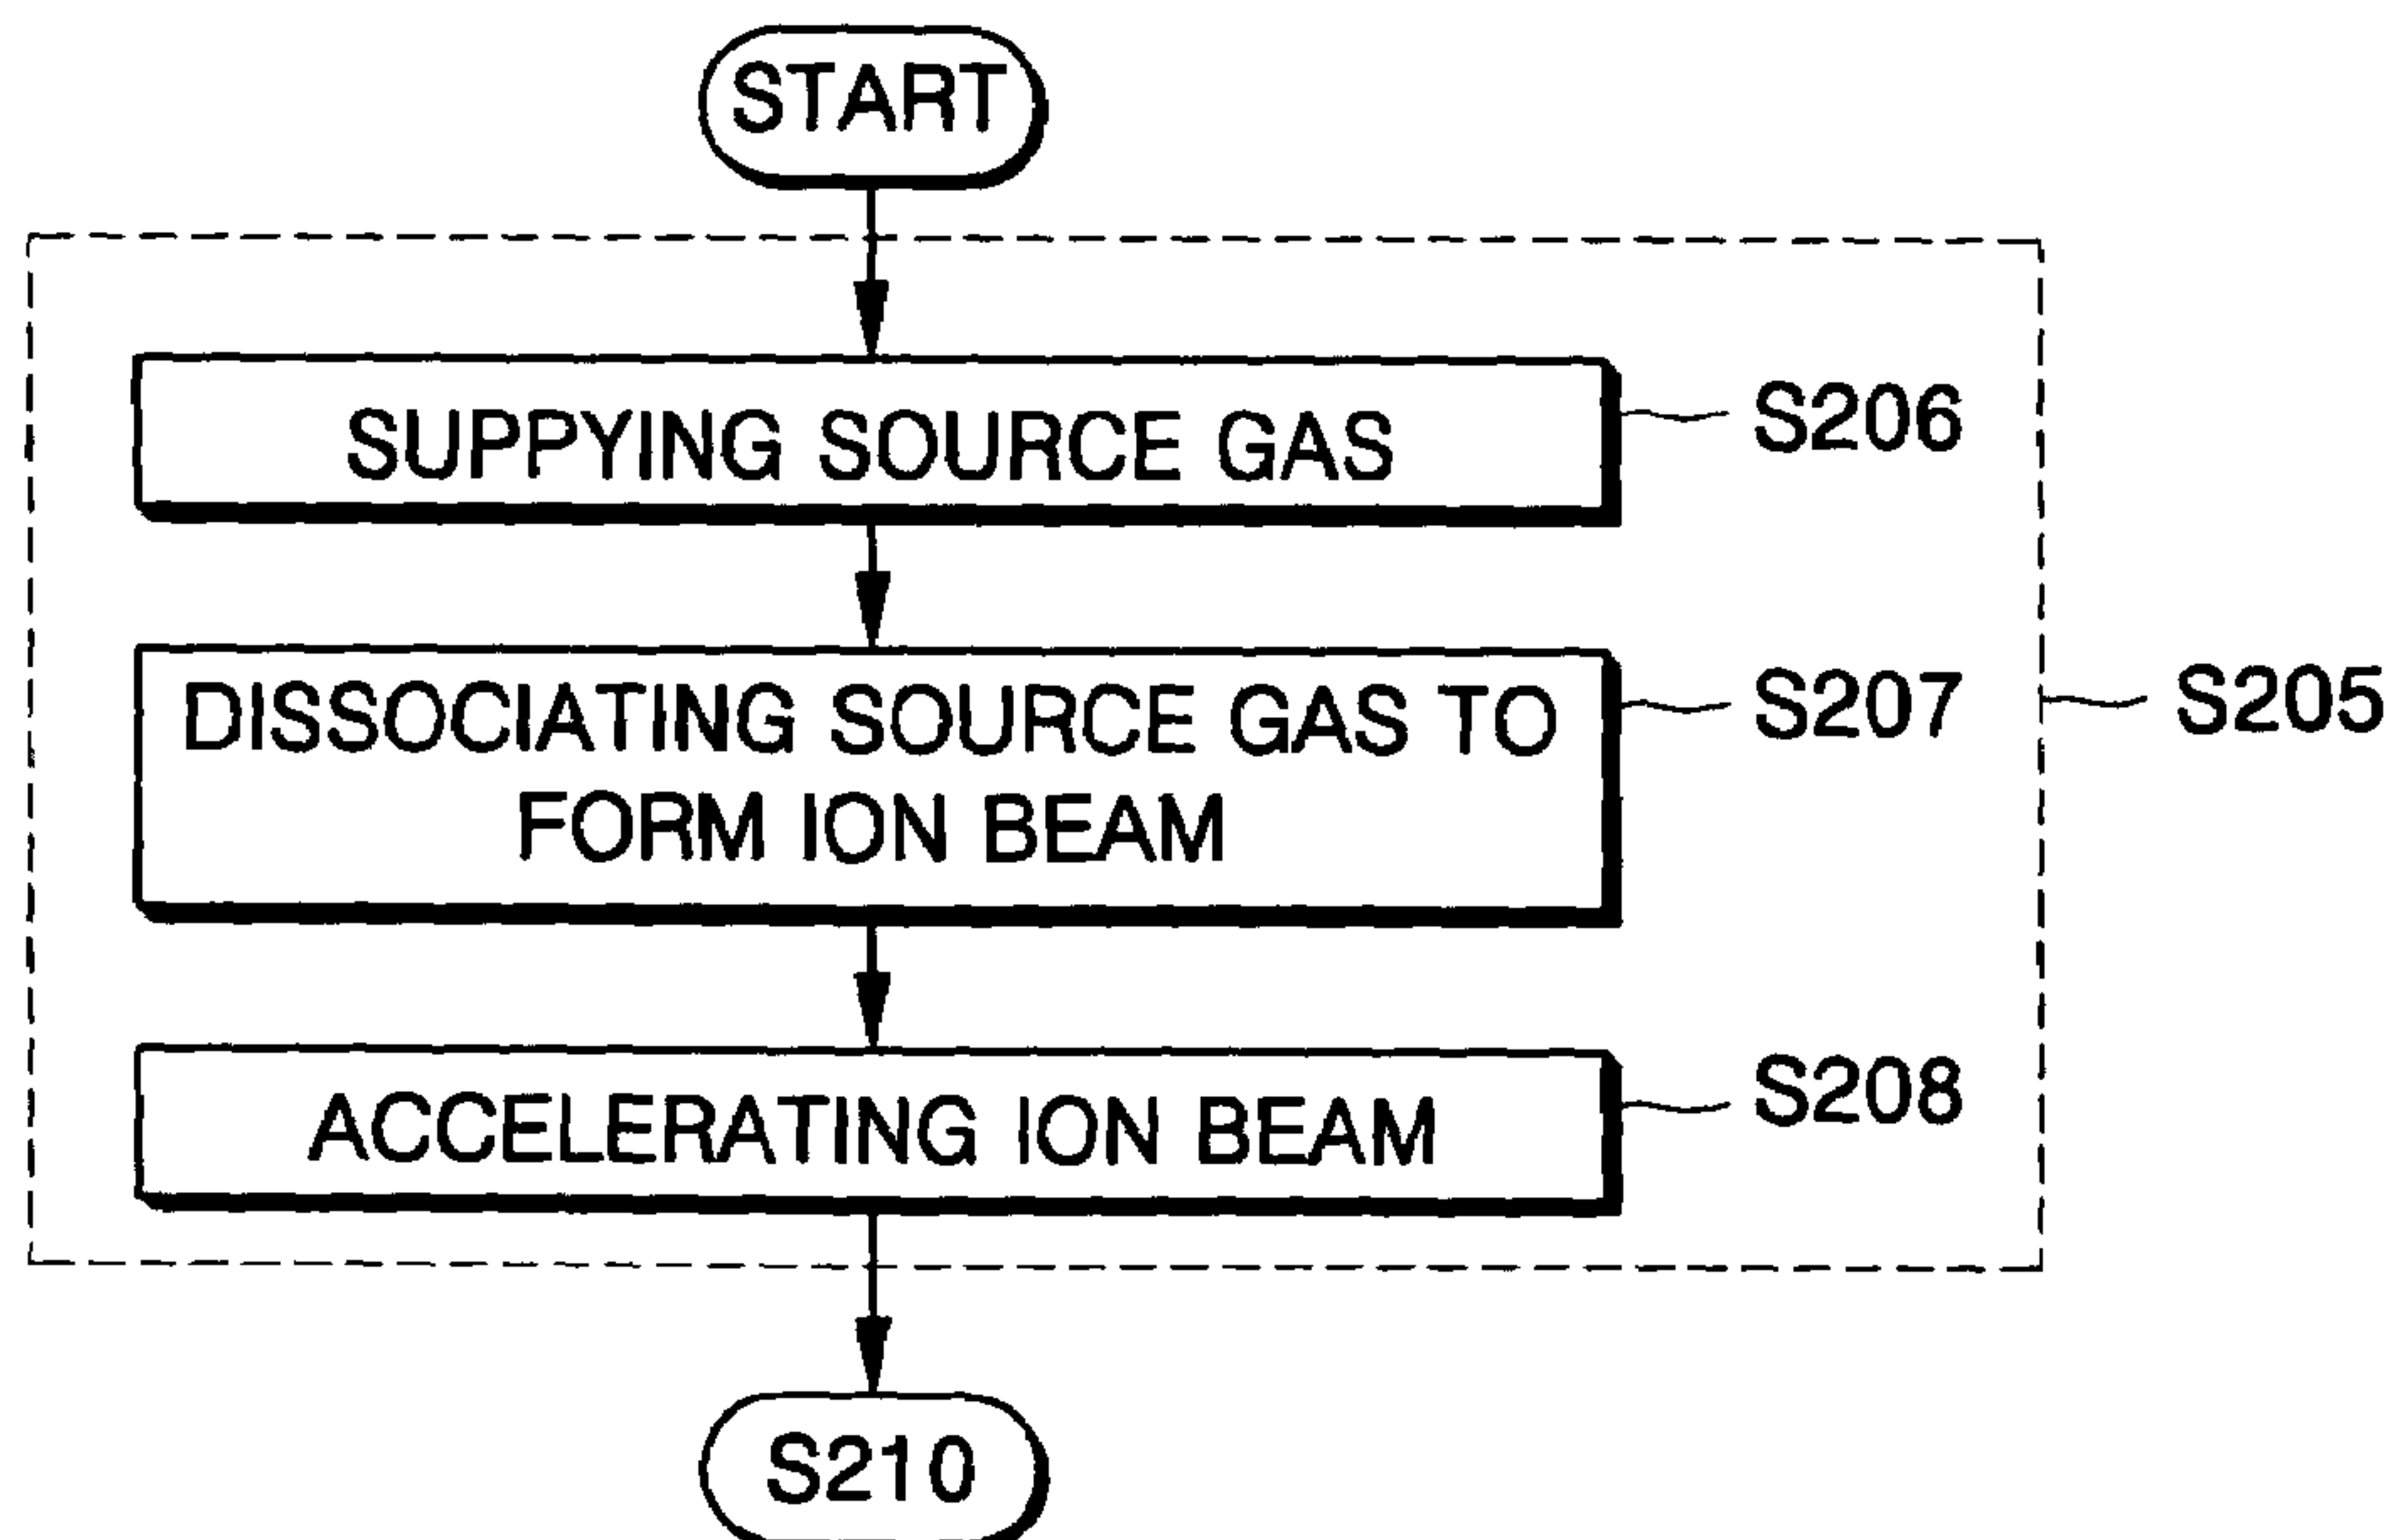 START
SUPPYING SOURCE GAS
S206
DISSOCIATING SOURCE GAS TO
FORM ION BEAM
S207
S205
ACCELERATING ION BEAM
S208
S210